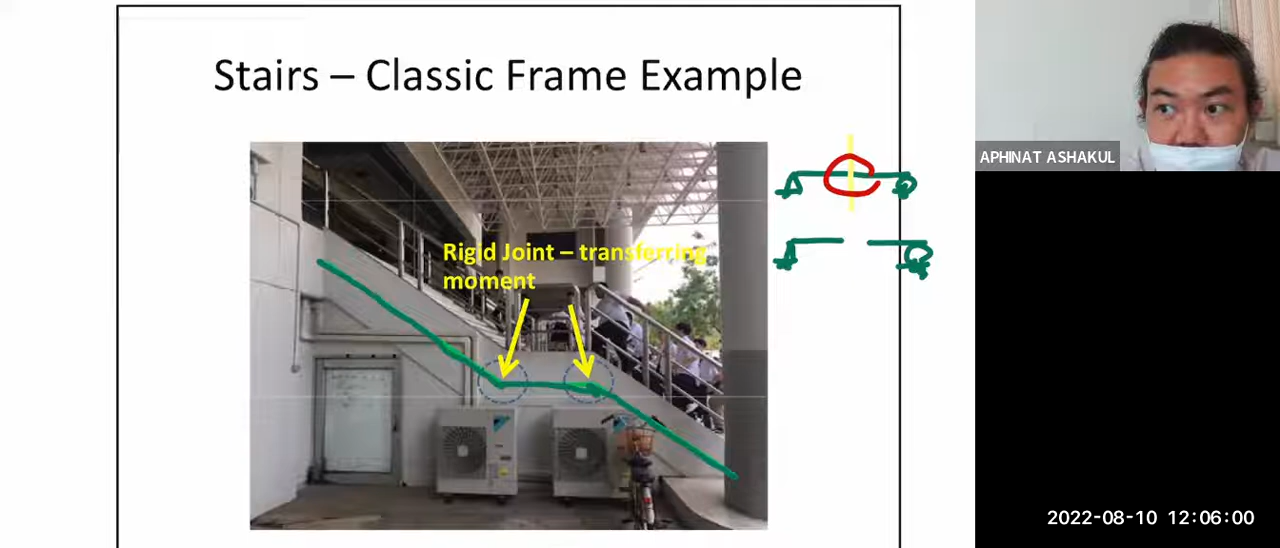 Stairs – Classic Frame Example
Rigid Joint – transferring
moment
APHINAT ASHAKUL
2022-08-10 12:06:00